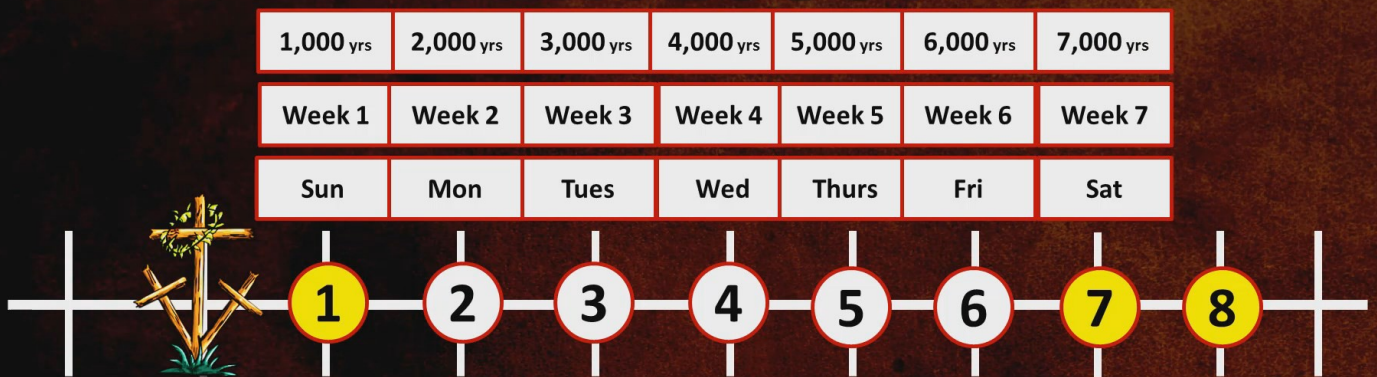 1,000 yrs 2,000 yrs 3,000 yrs 4,000 yrs 5,000 yrs 6,000 yrs 7,000 yrs
Week 1 Week 2 Week 3 Week 4 Week 5 Week 6 Week 7
Sun Mon Tues Wed Thurs Fri Sat
1 2 3 4 5 6 7 8